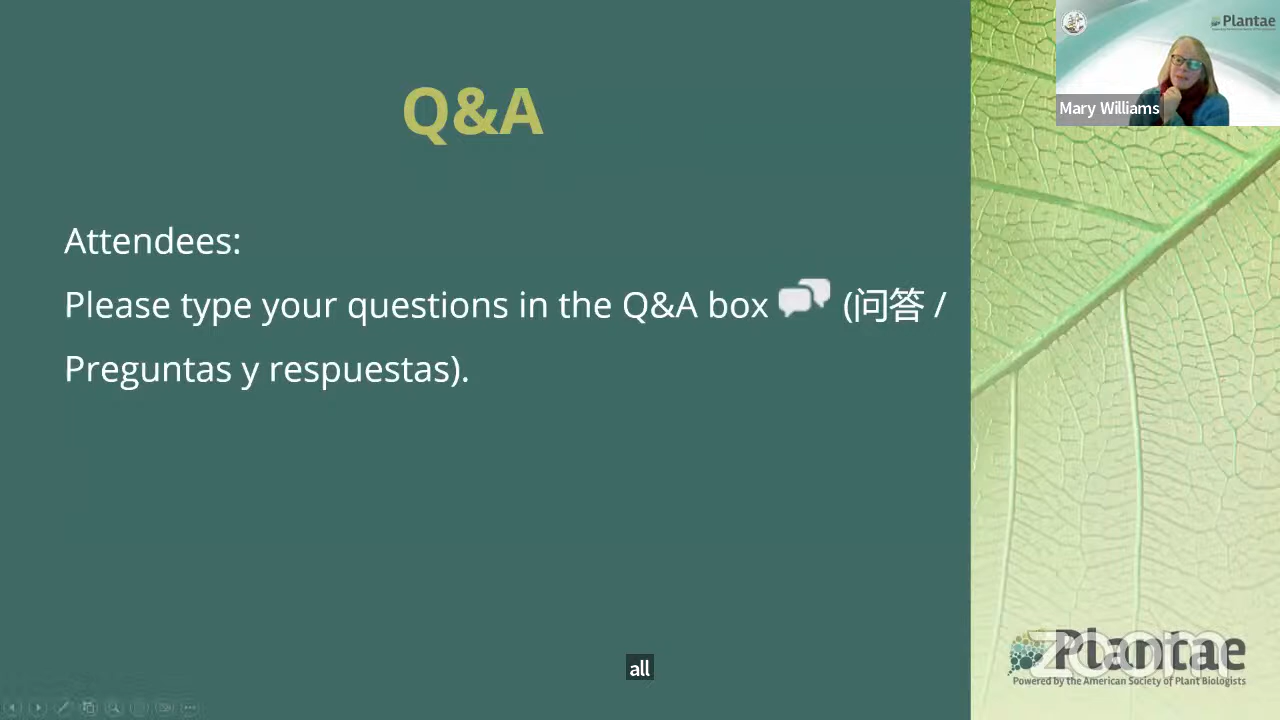 Plantae
Mary Williams
Q&A
Attendees:
Please type your questions in the Q&A box (问答 /
Preguntas y respuestas).
all
zoom
Plantae
Powered by the American Society of Plant Biologists